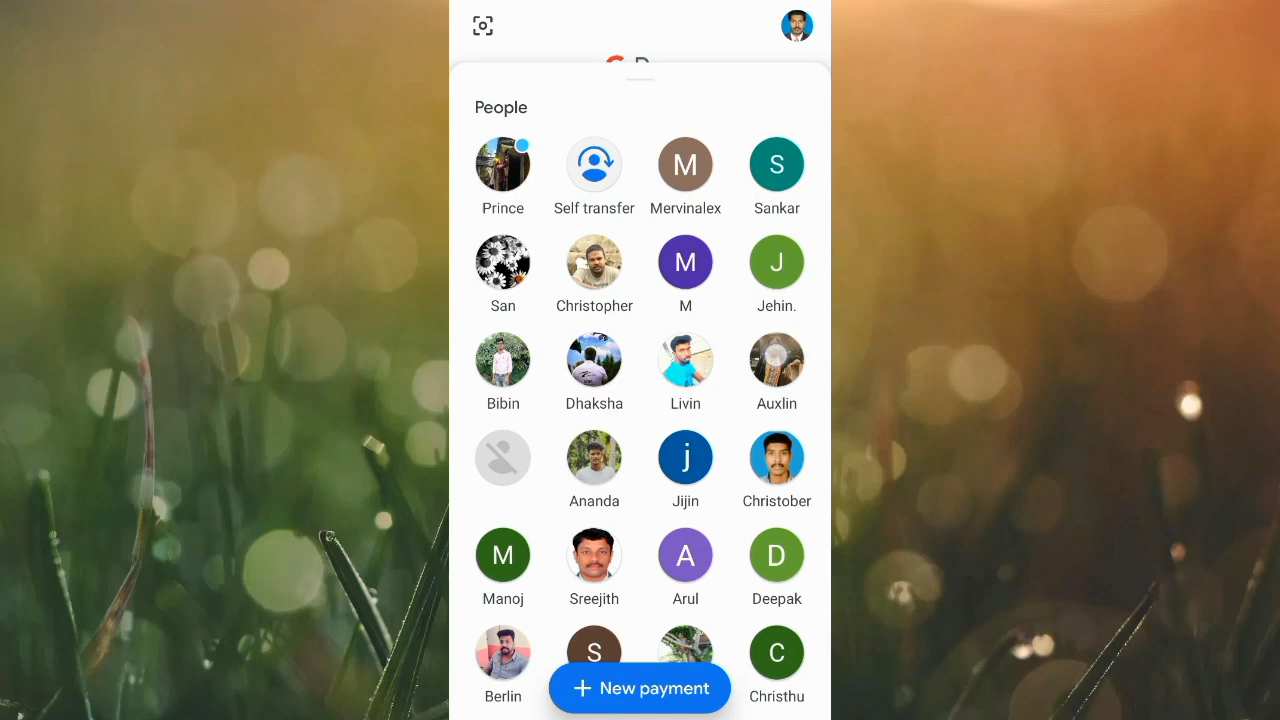 People
Prince
Self transfer
M
Mervinalex
S
Sankar
San
Christopher
M
M
J
Jehin.
Bibin
Dhaksha
Livin
Auxlin
Ananda
j
Jijin
Christober
M
Manoj
Sreejith
A
Arul
D
Deepak
Berlin
S
C
Christhu
+ New payment